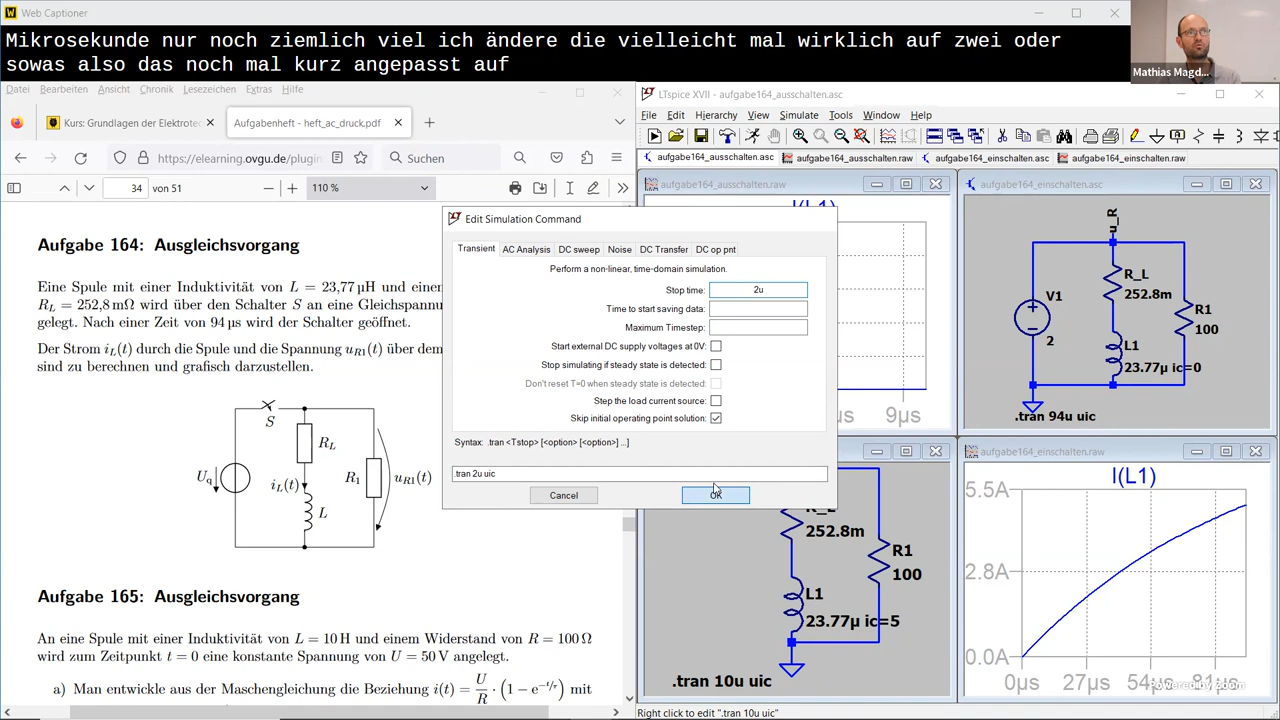 Web Captioner
Mikrosekunde nur noch ziemlich viel ich ändere die vielleicht mal wirklich auf zwei oder
sowas also das noch mal kurz angepasst auf
Mathias Magd...
Datei Bearbeiten Ansicht Chronik Lesezeichen Extras Hilfe
Kurs: Grundlagen der Elektrotec
Aufgabenheft - heft_ac_druck.pdf
https://elearning.ovgu.de/plugin
Suchen
34 von 51
110 %
Aufgabe 164: Ausgleichsvorgang
Eine Spule mit einer Induktivität von L = 23,77 µH und einen
R_L = 252,8 mΩ wird über den Schalter S an eine Gleichspannu
gelegt. Nach einer Zeit von 94 µs wird der Schalter geöffnet.
Der Strom i_L(t) durch die Spule und die Spannung u_R1(t) über dem
sind zu berechnen und grafisch darzustellen.
S
R_L
U_q
i_L(t)
R_1
u_R1(t)
L
Aufgabe 165: Ausgleichsvorgang
An eine Spule mit einer Induktivität von L = 10 H und einem Widerstand von R = 100 Ω
wird zum Zeitpunkt t = 0 eine konstante Spannung von U = 50 V angelegt.
a) Man entwickle aus der Maschengleichung die Beziehung i(t) = U/R · (1 − e^(−t/τ)) mit
LTspice XVII - aufgabe164_ausschalten.asc
File Edit Hierarchy View Simulate Tools Window Help
aufgabe164_ausschalten.asc
aufgabe164_ausschalten.raw
aufgabe164_einschalten.asc
aufgabe164_einschalten.raw
aufgabe164_ausschalten.raw
I(L1)
9µs
aufgabe164_einschalten.asc
u_R
R_L
252.8m
V1
2
R1
100
L1
23.77µ ic=0
.tran 94u uic
Edit Simulation Command
Transient AC Analysis DC sweep Noise DC Transfer DC op pnt
Perform a non-linear, time-domain simulation.
Stop time: 2u
Time to start saving data:
Maximum Timestep:
Start external DC supply voltages at 0V:
Stop simulating if steady state is detected:
Don't reset T=0 when steady state is detected:
Step the load current source:
Skip initial operating point solution:
Syntax: .tran <Tstop> [<option> [<option>] ...]
.tran 2u uic
Cancel
OK
R_L
252.8m
R1
100
L1
23.77µ ic=5
.tran 10u uic
I(L1)
5.5A
2.8A
0.0A
0µs 27µs 54µs 81µs
Powered by Zoom
Right click to edit ".tran 10u uic"